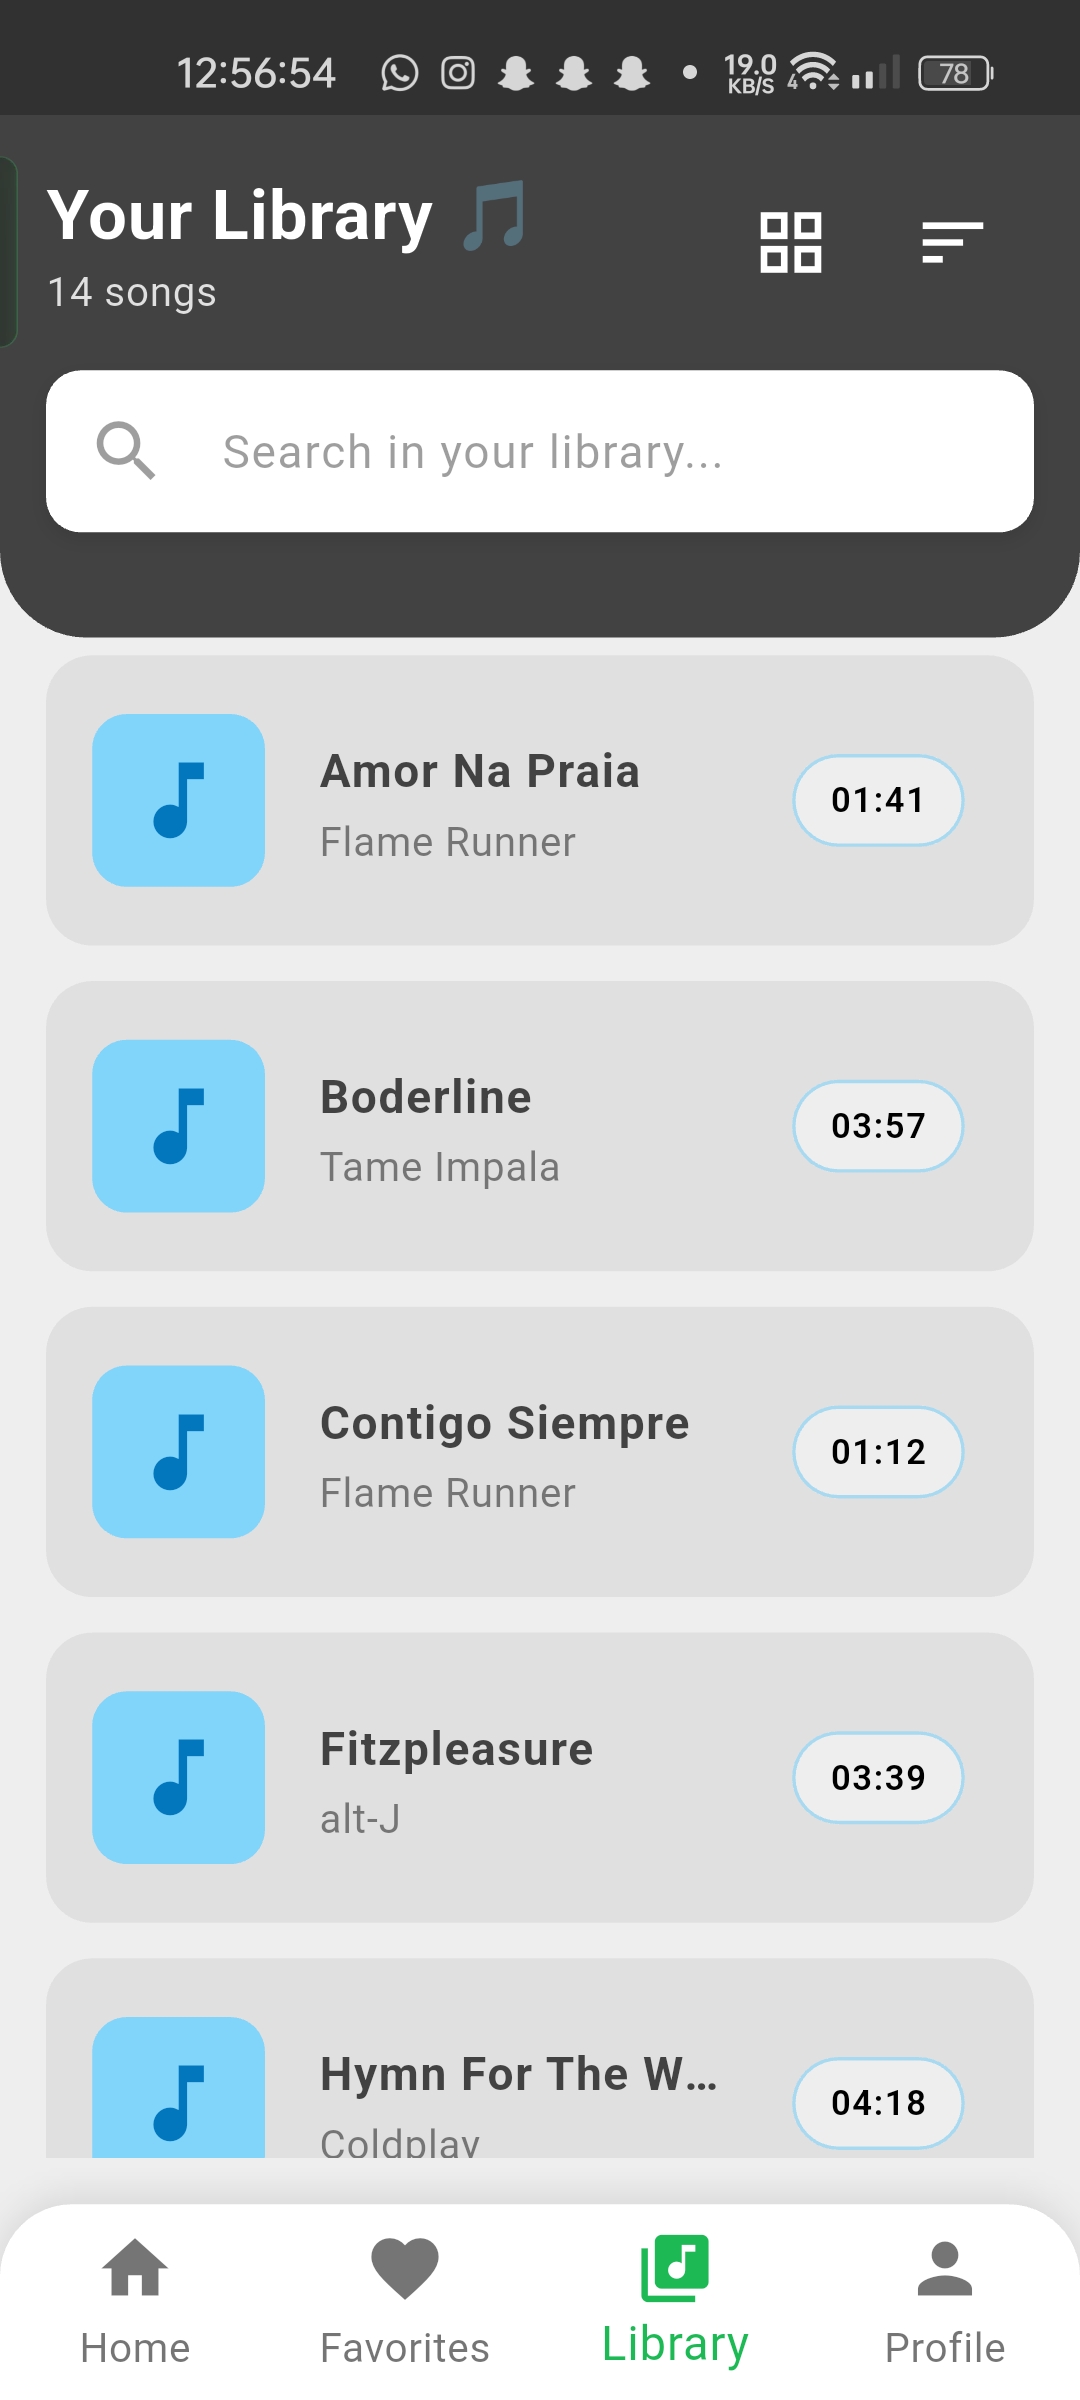 12:56:54
19.0
KB/S
4
78
Your Library 🎵
14 songs
Search in your library...
Amor Na Praia
Flame Runner
01:41
Boderline
Tame Impala
03:57
Contigo Siempre
Flame Runner
01:12
Fitzpleasure
alt-J
03:39
Hymn For The W...
Coldplay
04:18
Home
Favorites
Library
Profile